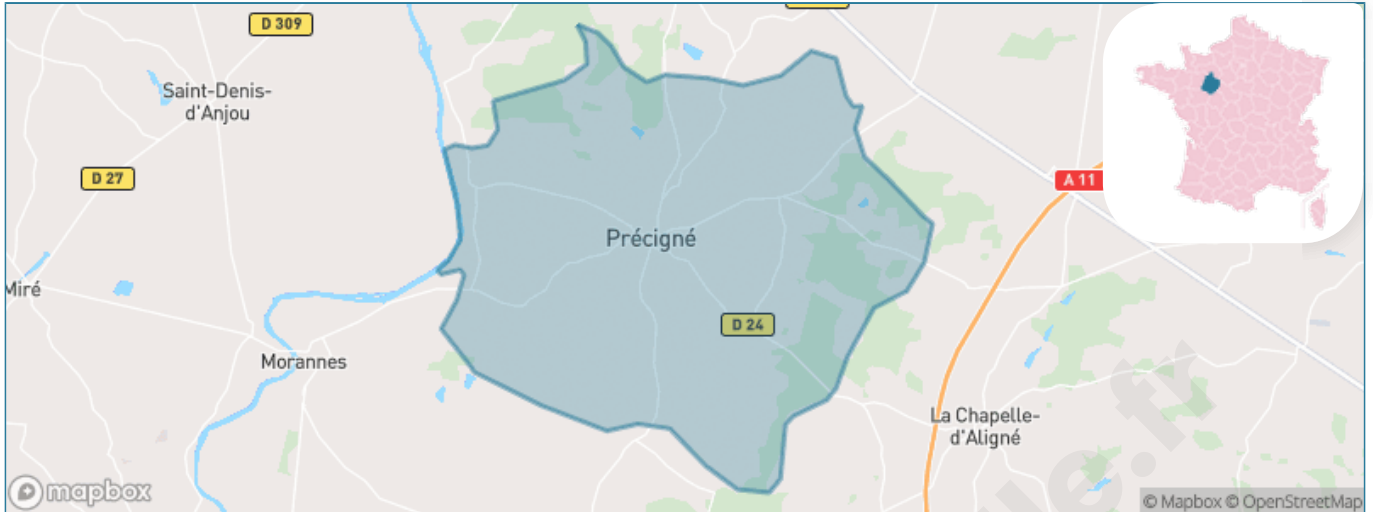 D 309
Saint-Denis-
d'Anjou
D 27
A 11
Précigné
Miré
D 24
Morannes
La Chapelle-
d'Aligné
mapbox
© Mapbox © OpenStreetMap